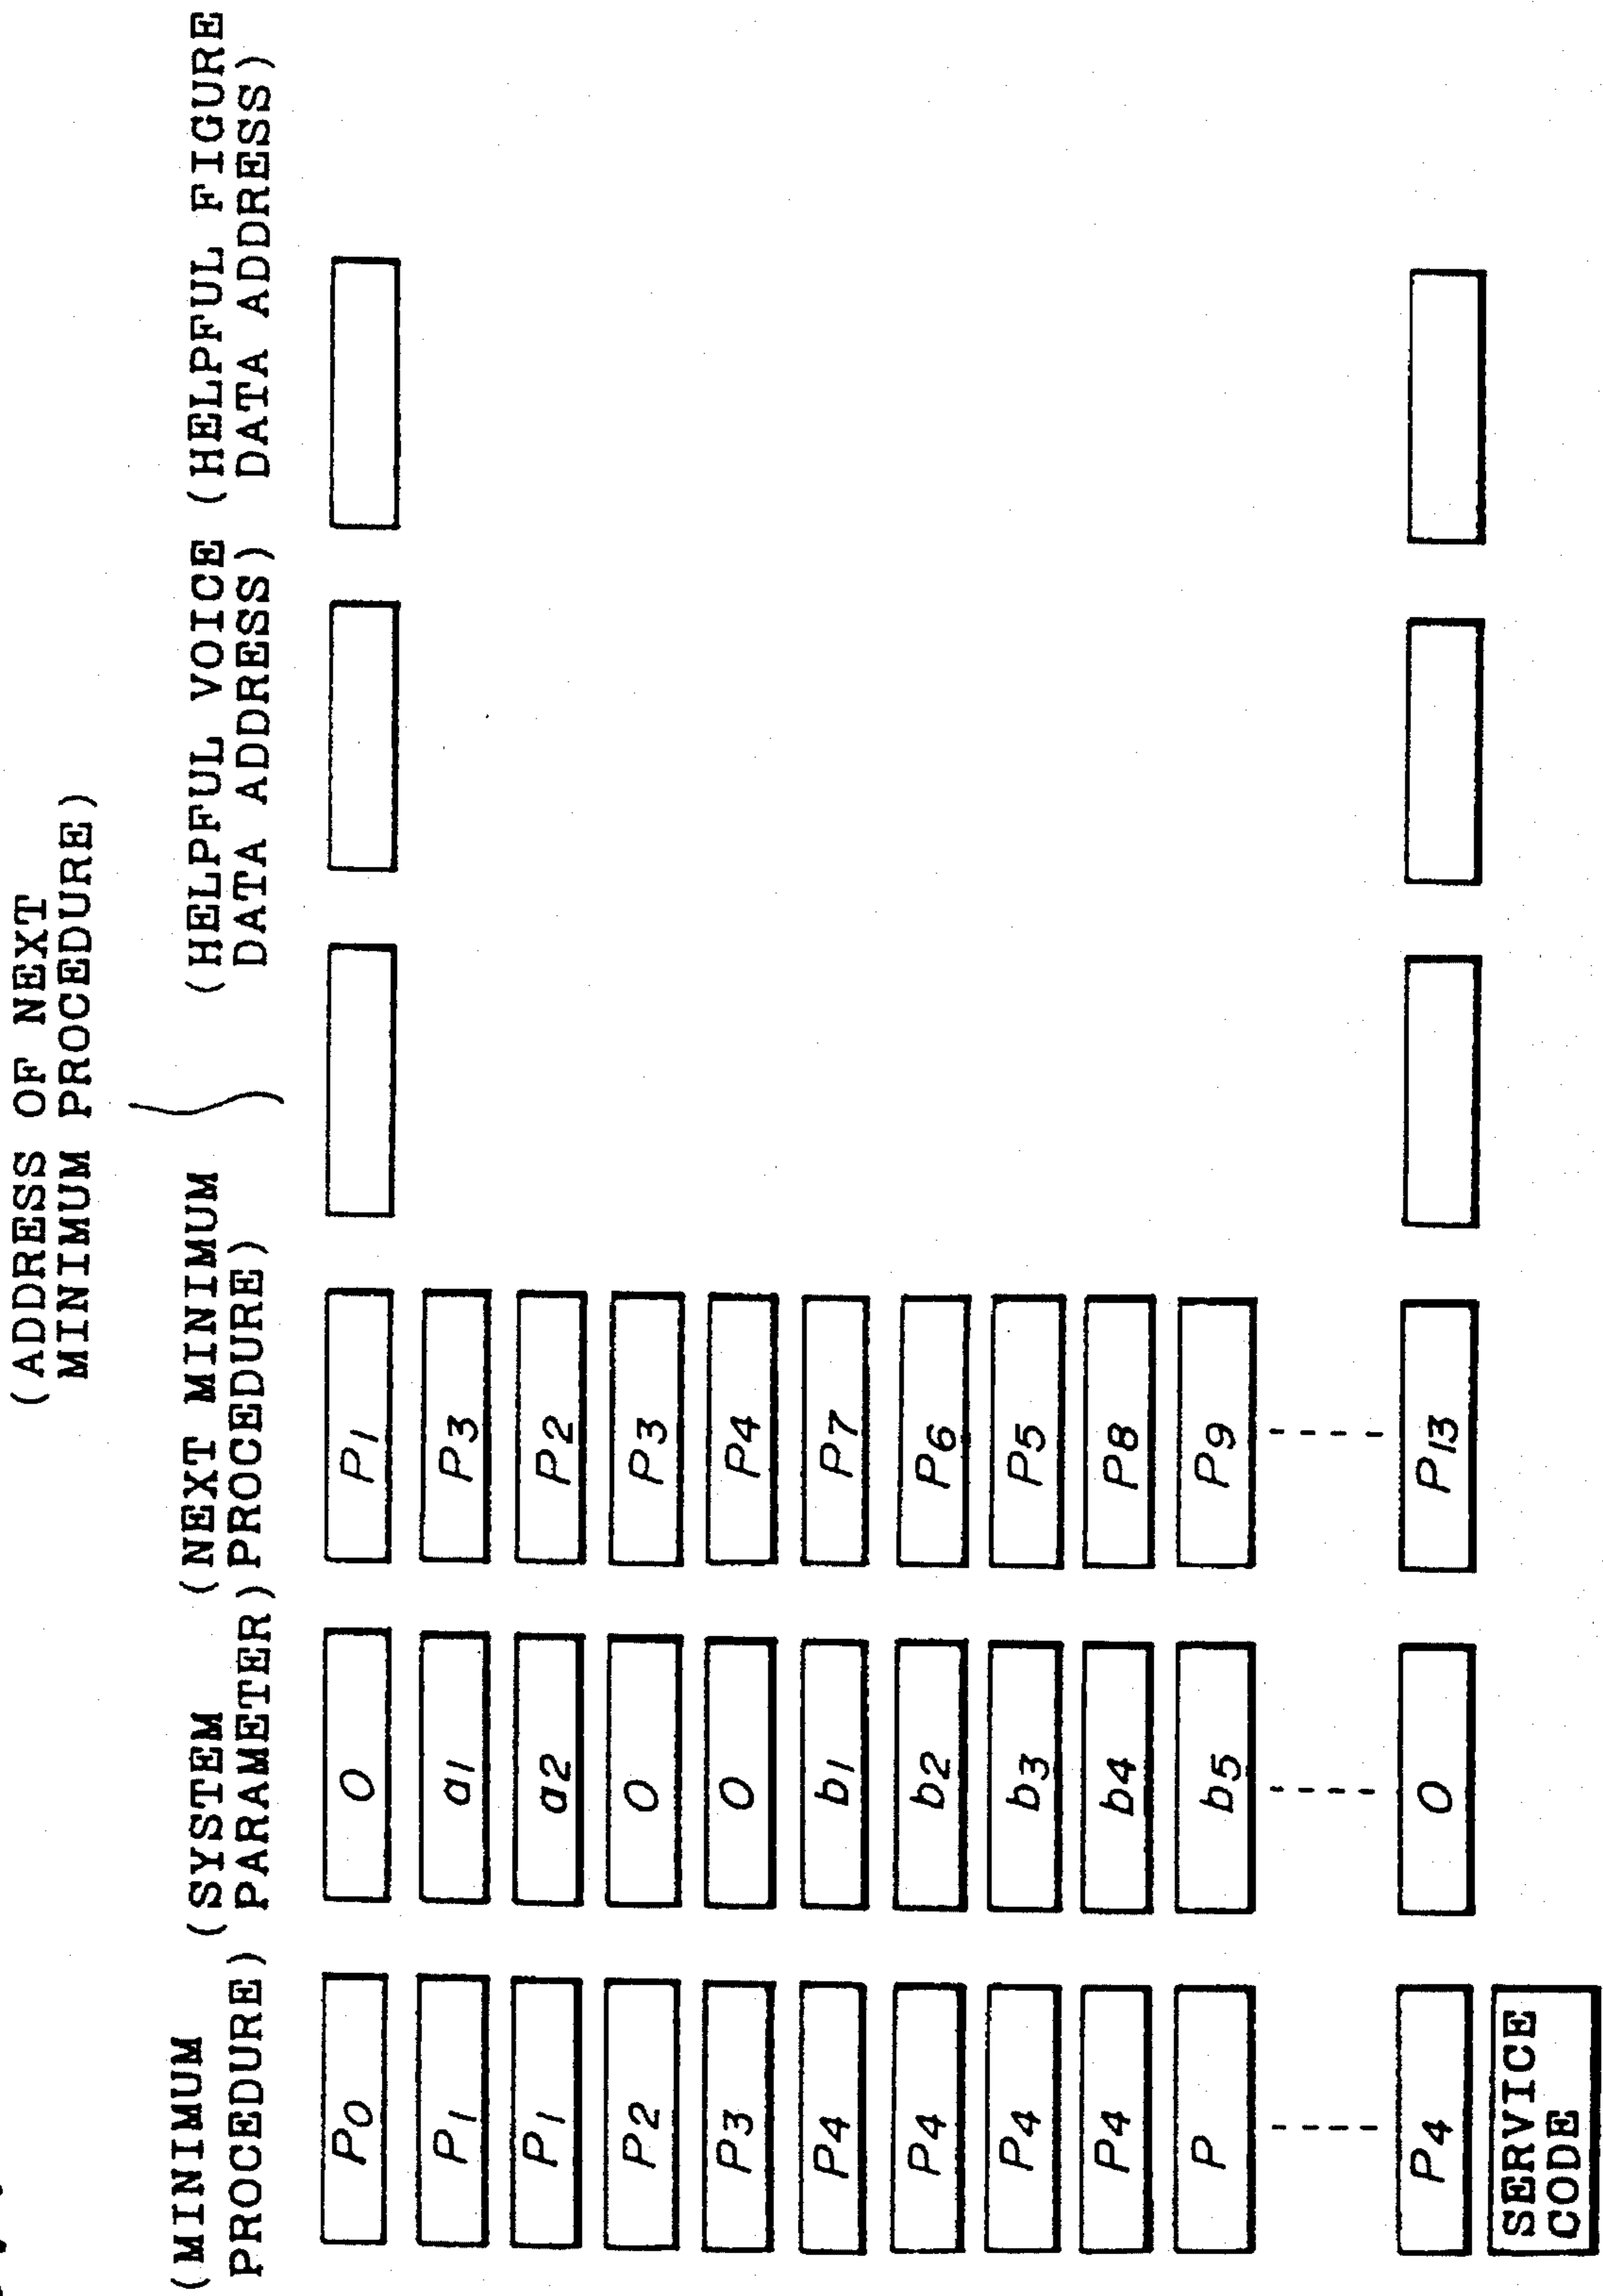 (ADDRESS OF NEXT
MINIMUM PROCEDURE)
(MINIMUM
PROCEDURE)
(SYSTEM
PARAMETER)
(NEXT MINIMUM
PROCEDURE)
(HELPFUL VOICE
DATA ADDRESS)
(HELPFUL FIGURE
DATA ADDRESS)
P0 0 P1
P1 a1 P3
P1 a2 P2
P2 0 P3
P3 0 P4
P4 b1 P7
P4 b2 P6
P4 b3 P5
P4 b4 P8
P b5 P9
P4 0 P13
SERVICE
CODE